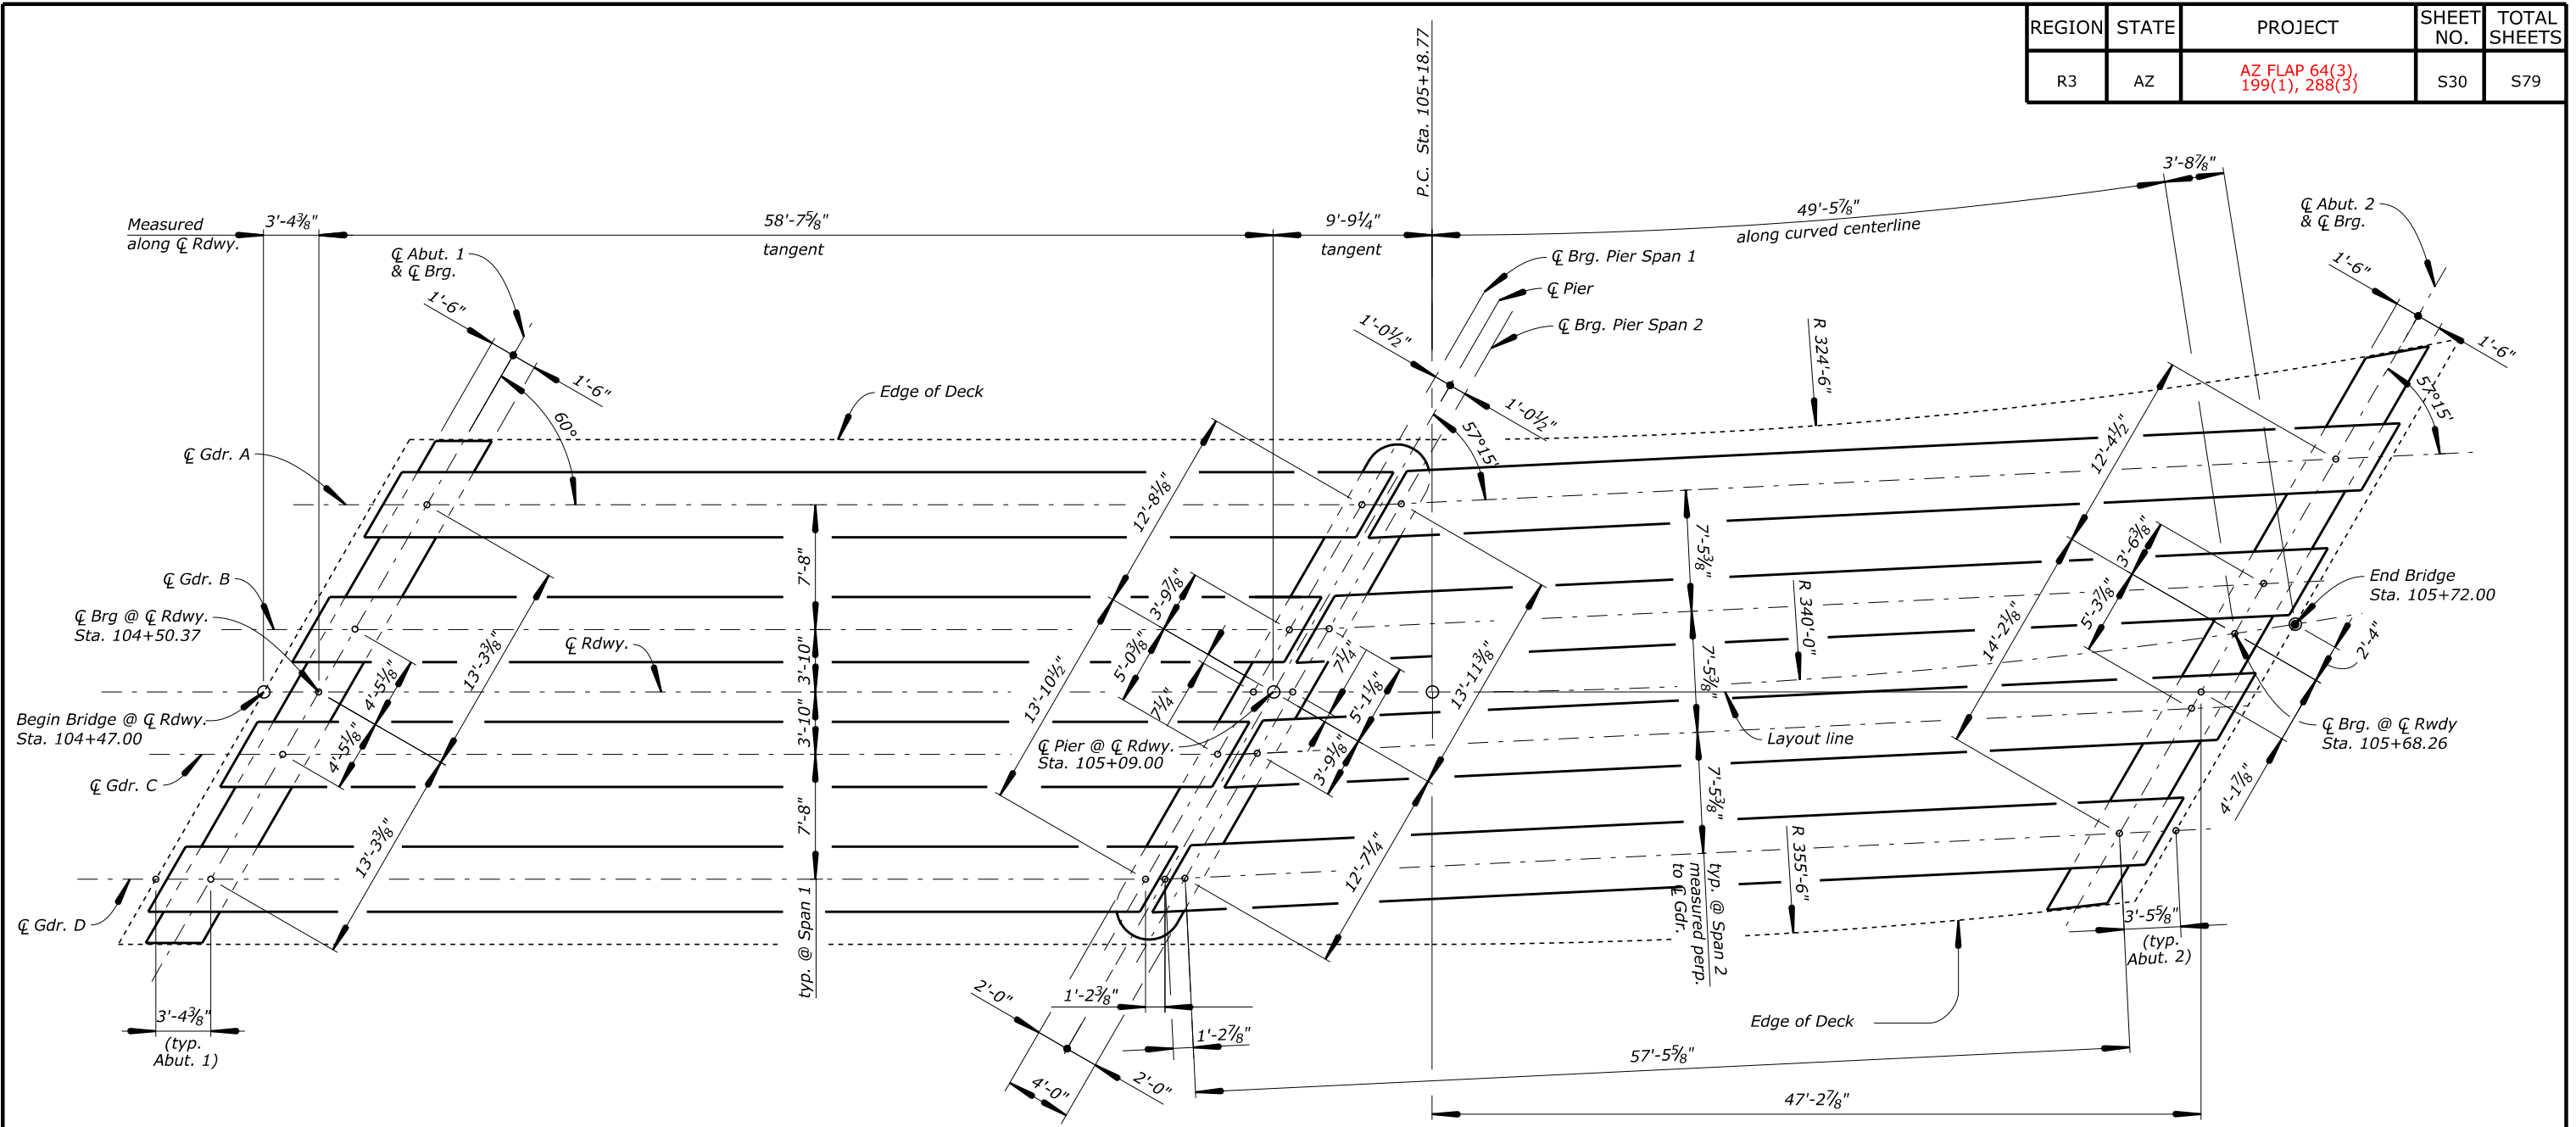 REGION STATE PROJECT SHEET NO. TOTAL SHEETS
R3 AZ AZ FLAP 64(3), 199(1), 288(3) S30 S79
P.C. Sta. 105+18.77
Measured
along ℄ Rdwy.
3'-4⅜"
58'-7⅝"
tangent
9'-9¼"
tangent
49'-5⅞"
along curved centerline
3'-8⅞"
℄ Abut. 1
& ℄ Brg.
1'-6"
1'-6"
60°
Edge of Deck
℄ Brg. Pier Span 1
℄ Pier
℄ Brg. Pier Span 2
1'-0½"
1'-0½"
57°15'
R 324'-6"
℄ Abut. 2
& ℄ Brg.
1'-6"
1'-6"
57°15'
℄ Gdr. A
℄ Gdr. B
℄ Brg @ ℄ Rdwy.
Sta. 104+50.37
Begin Bridge @ ℄ Rdwy.
Sta. 104+47.00
℄ Gdr. C
℄ Gdr. D
4'-5⅛"
4'-5⅛"
13'-3⅜"
13'-3⅜"
3'-4⅜"
(typ.
Abut. 1)
℄ Rdwy.
7'-8"
3'-10"
3'-10"
7'-8"
typ. @ Span 1
12'-8⅛"
3'-9⅞"
5'-0⅜"
7¼"
13'-10½"
℄ Pier @ ℄ Rdwy.
Sta. 105+09.00
7¼"
5'-1⅛"
3'-9⅛"
13'-11⅜"
12'-7¼"
2'-0"
2'-0"
4'-0"
1'-2⅜"
1'-2⅞"
7'-5⅜"
7'-5⅜"
7'-5⅜"
typ. @ Span 2
measured perp.
to ℄ Gdr.
R 340'-0"
R 355'-6"
Layout line
12'-4½"
3'-6⅜"
5'-3⅞"
14'-2⅛"
End Bridge
Sta. 105+72.00
2'-4"
℄ Brg. @ ℄ Rwdy
Sta. 105+68.26
4'-1⅞"
3'-5⅝"
(typ.
Abut. 2)
Edge of Deck
57'-5⅝"
47'-2⅞"